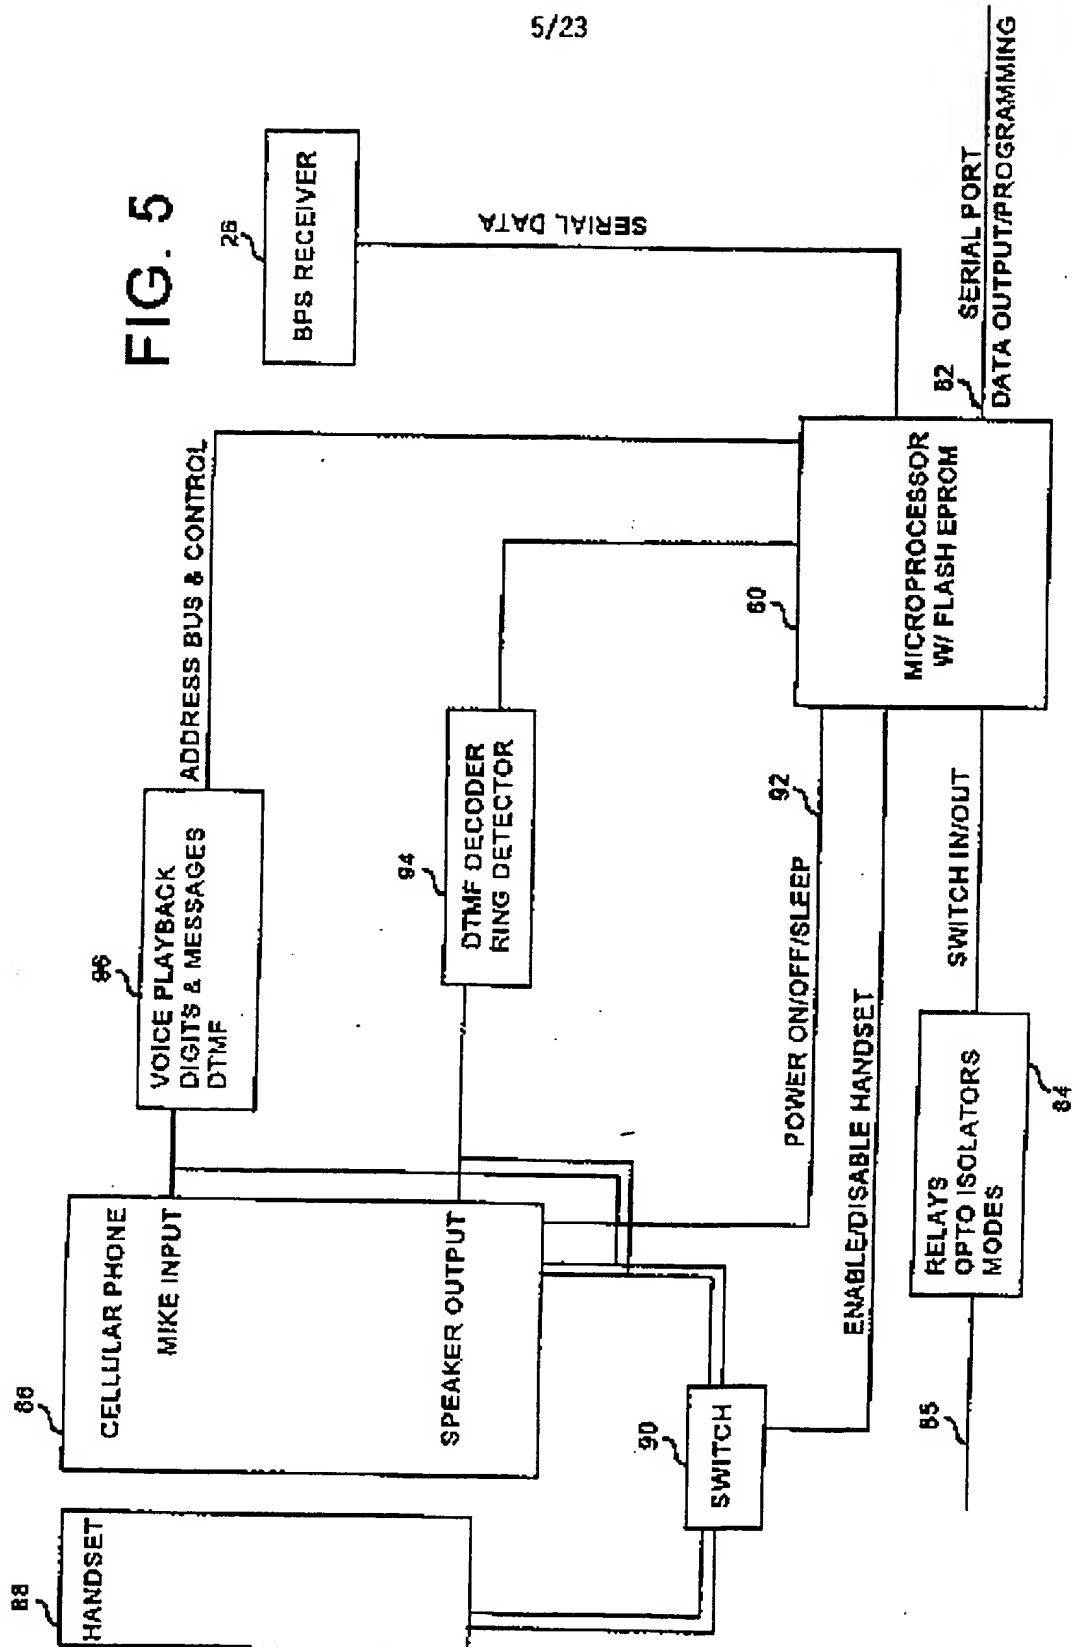 5/23
FIG. 5
88
HANDSET
86
CELLULAR PHONE
MIKE INPUT
SPEAKER OUTPUT
96
VOICE PLAYBACK
DIGITS & MESSAGES
DTMF
ADDRESS BUS & CONTROL
26
BPS RECEIVER
SERIAL DATA
94
DTMF DECODER
RING DETECTOR
90
SWITCH
POWER ON/OFF/SLEEP
92
ENABLE/DISABLE HANDSET
60
MICROPROCESSOR
W/ FLASH EPROM
62
SERIAL PORT
DATA OUTPUT/PROGRAMMING
85
RELAYS
OPTO ISOLATORS
MODES
84
SWITCH IN/OUT